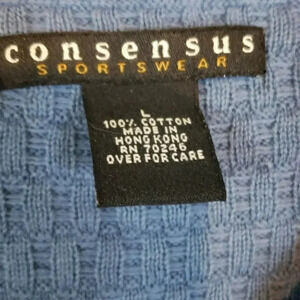 consensus
SPORTSWEAR
L
100% COTTON
MADE IN
HONG KONG
RN 70246
OVER FOR CARE